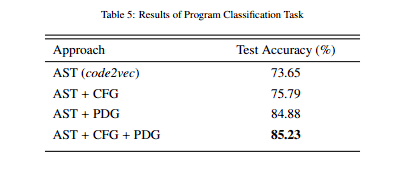 Table 5: Results of Program Classification Task
Approach Test Accuracy (%)
AST (code2vec) 73.65
AST + CFG 75.79
AST + PDG 84.88
AST + CFG + PDG 85.23